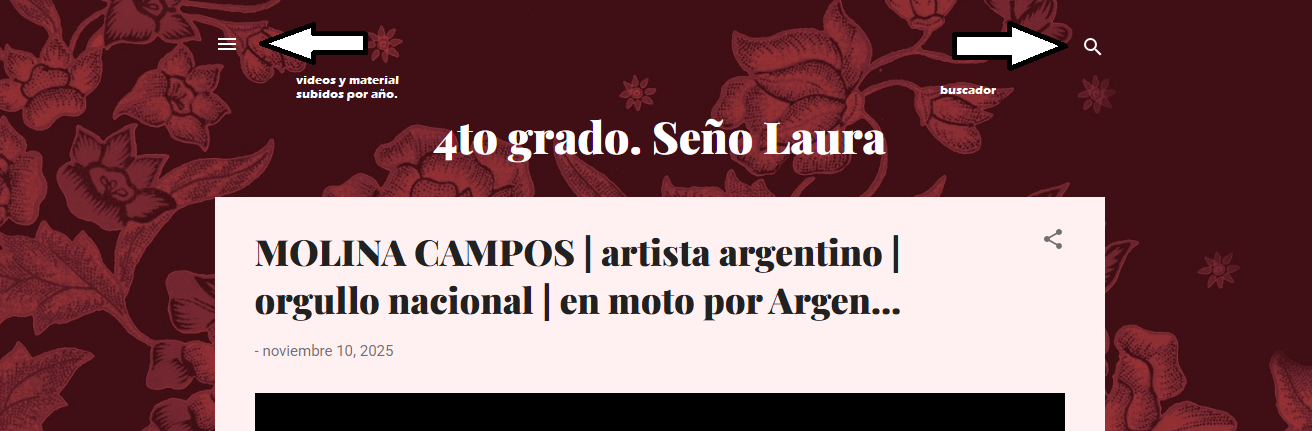 videos y material
subidos por año.
buscador
4to grado. Seño Laura
MOLINA CAMPOS | artista argentino |
orgullo nacional | en moto por Argen...
- noviembre 10, 2025